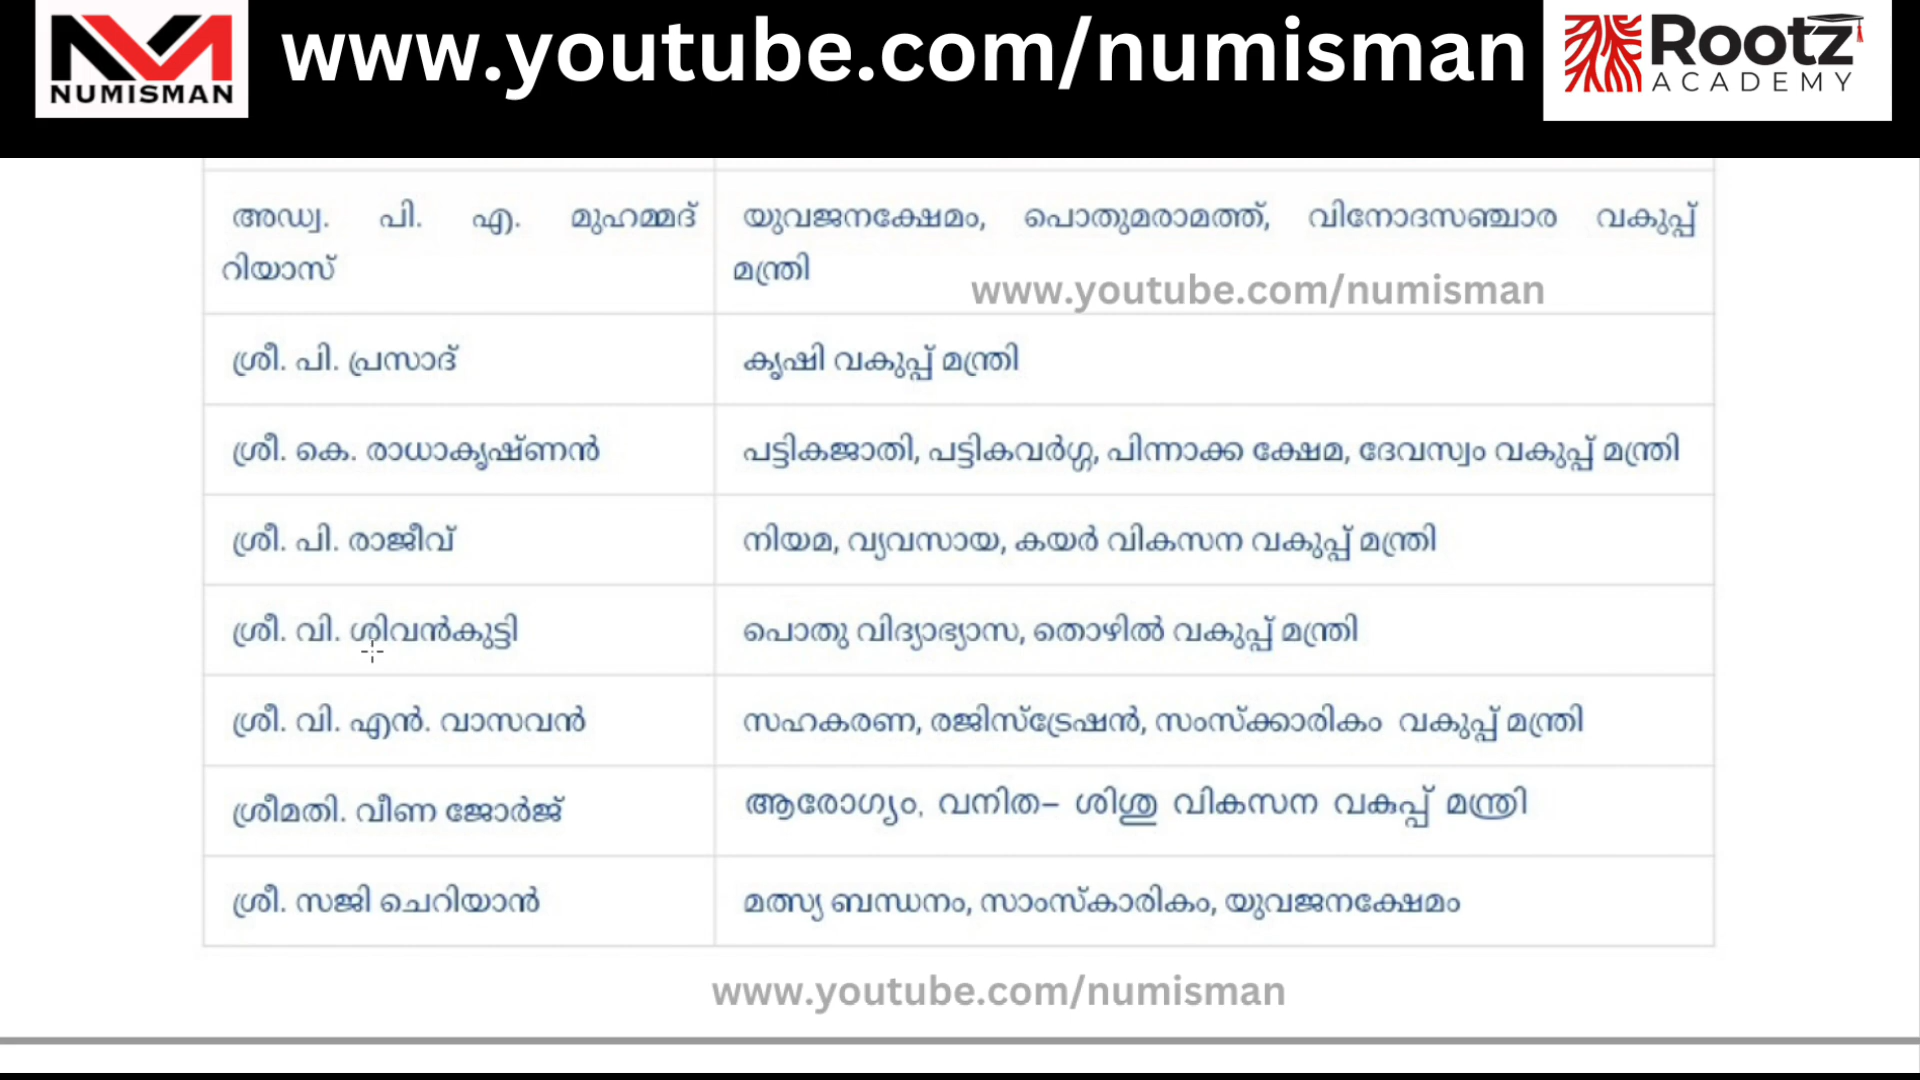 NUMISMAN
www.youtube.com/numisman
Rootz
ACADEMY
അഡ്വ. പി. എ. മുഹമ്മദ് യുവജനക്ഷേമം, പൊതുമരാമത്ത്, വിനോദസഞ്ചാര വകുപ്പ്
റിയാസ് മന്ത്രി
www.youtube.com/numisman
ശ്രീ. പി. പ്രസാദ് കൃഷി വകുപ്പ് മന്ത്രി
ശ്രീ. കെ. രാധാകൃഷ്ണൻ പട്ടികജാതി, പട്ടികവർഗ്ഗ, പിന്നാക്ക ക്ഷേമ, ദേവസ്വം വകുപ്പ് മന്ത്രി
ശ്രീ. പി. രാജീവ് നിയമ, വ്യവസായ, കയർ വികസന വകുപ്പ് മന്ത്രി
ശ്രീ. വി. ശിവൻകുട്ടി പൊതു വിദ്യാഭ്യാസ, തൊഴിൽ വകുപ്പ് മന്ത്രി
ശ്രീ. വി. എൻ. വാസവൻ സഹകരണ, രജിസ്ട്രേഷൻ, സംസ്ക്കാരികം വകുപ്പ് മന്ത്രി
ശ്രീമതി. വീണ ജോർജ് ആരോഗ്യം, വനിത– ശിശു വികസന വകുപ്പ് മന്ത്രി
ശ്രീ. സജി ചെറിയാൻ മത്സ്യ ബന്ധനം, സാംസ്കാരികം, യുവജനക്ഷേമം
www.youtube.com/numisman